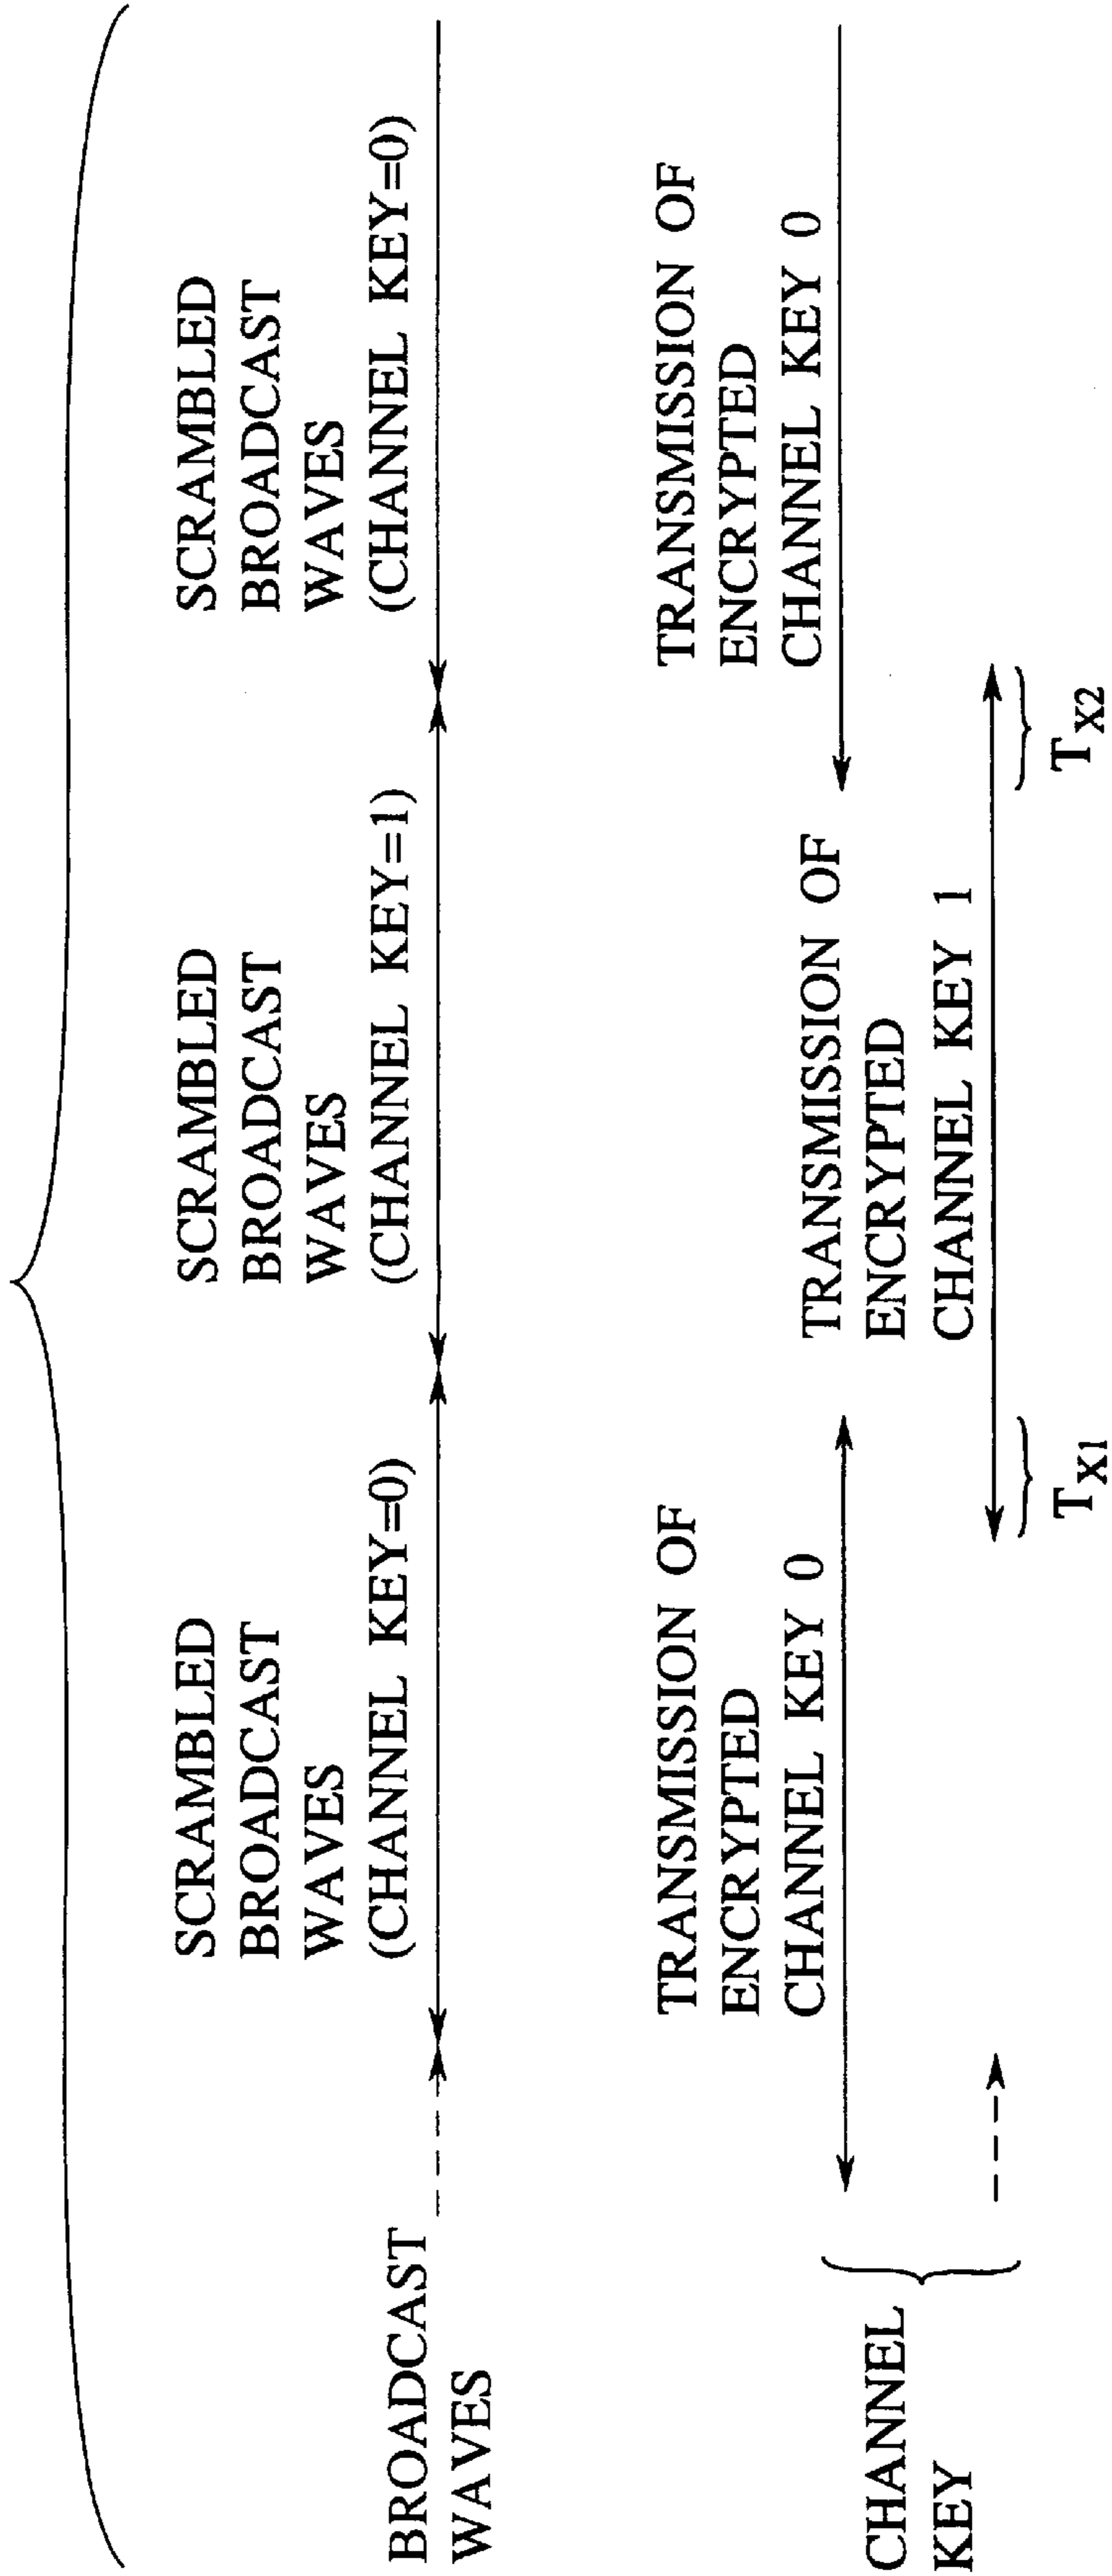 BROADCAST
WAVES
SCRAMBLED
BROADCAST
WAVES
(CHANNEL KEY=0)
SCRAMBLED
BROADCAST
WAVES
(CHANNEL KEY=1)
SCRAMBLED
BROADCAST
WAVES
(CHANNEL KEY=0)
CHANNEL
KEY
TRANSMISSION OF
ENCRYPTED
CHANNEL KEY 0
TRANSMISSION OF
ENCRYPTED
CHANNEL KEY 1
TRANSMISSION OF
ENCRYPTED
CHANNEL KEY 0
TX1
TX2